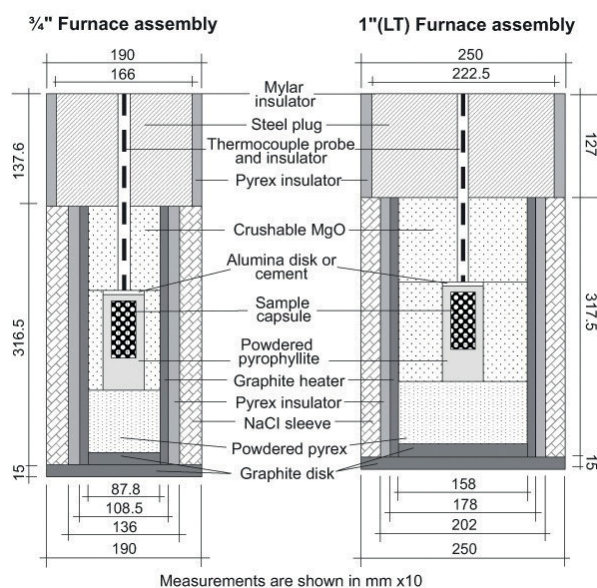 ¾" Furnace assembly
1"(LT) Furnace assembly
190
166
250
222.5
Mylar
insulator
Steel plug
Thermocouple probe
and insulator
Pyrex insulator
Crushable MgO
Alumina disk or
cement
Sample
capsule
Powdered
pyrophyllite
Graphite heater
Pyrex insulator
NaCl sleeve
Powdered pyrex
Graphite disk
137.6
316.5
15
127
317.5
15
87.8
108.5
136
190
158
178
202
250
Measurements are shown in mm x10